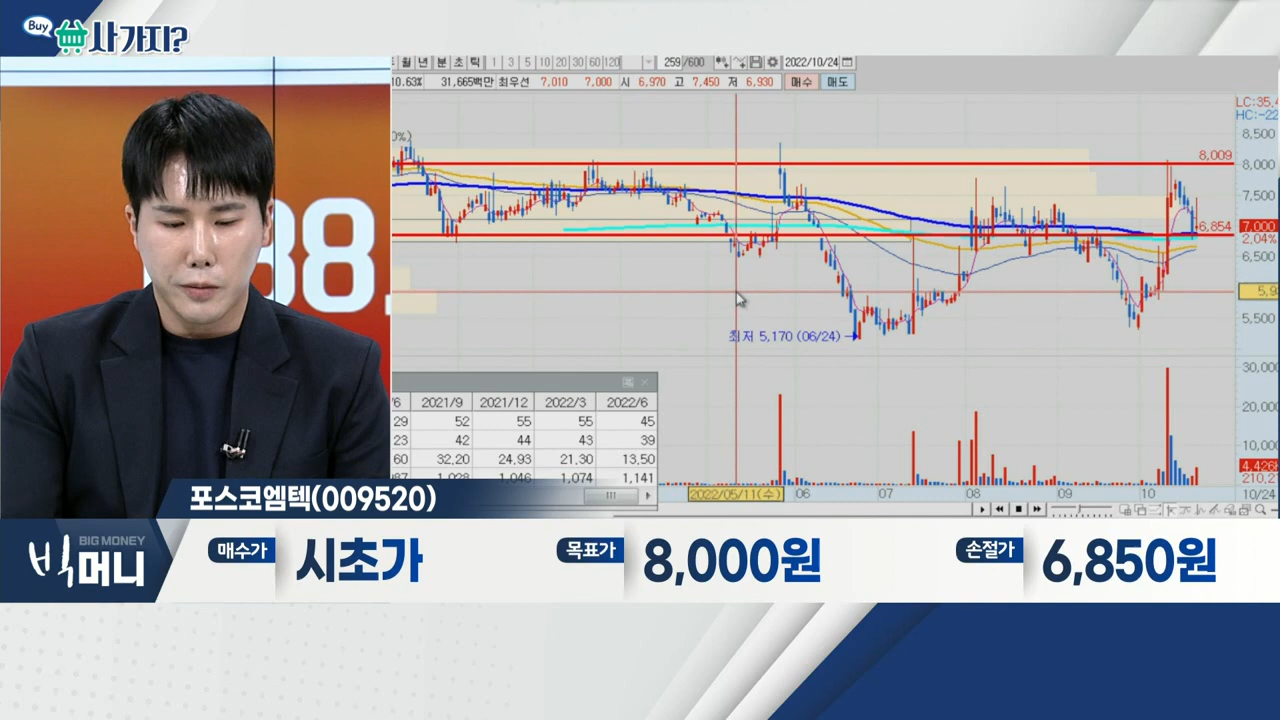 Buy 사가지?
월 년 분 초 틱 1 3 5 10 20 30 60 120 259 /600 2022/10/24
10.63% 31,665백만 최우선 7,010 7,000 시 6,970 고 7,450 저 6,930 매수 매도
LC:35.4
HC:-22
0%)
8,500
8,009
8,000
7,500
6,854
7,000
2.04%
6,500
5,500
최저 5,170 (06/24)
2021/9 2021/12 2022/3 2022/6
29 52 55 55 45
23 42 44 43 39
60 32,20 24,93 21,30 13,50
1,028 1,046 1,074 1,141
30,000
20,000
10,000
210.2
2022/05/11(수) 06 07 08 09 10 10/24
88
포스코엠텍(009520)
BIG MONEY
빅머니
매수가 시초가 목표가 8,000원 손절가 6,850원